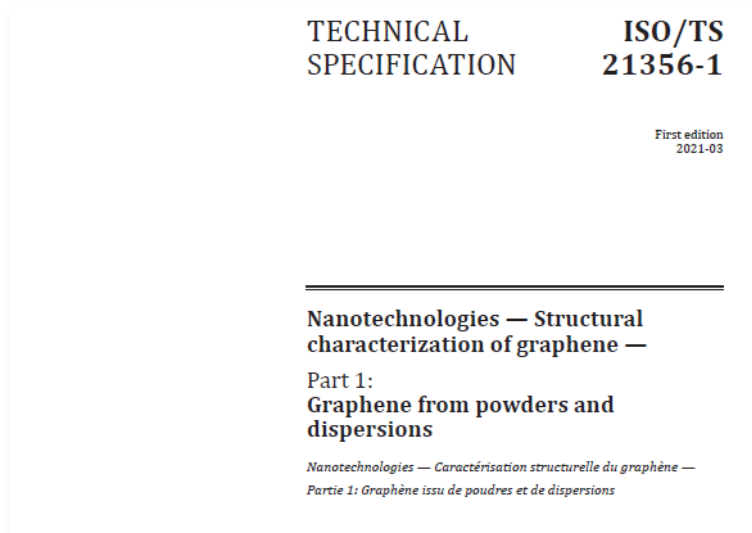 TECHNICAL SPECIFICATION
ISO/TS 21356-1
First edition
2021-03
Nanotechnologies — Structural
characterization of graphene —
Part 1:
Graphene from powders and
dispersions
Nanotechnologies — Caractérisation structurelle du graphène —
Partie 1: Graphène issu de poudres et de dispersions